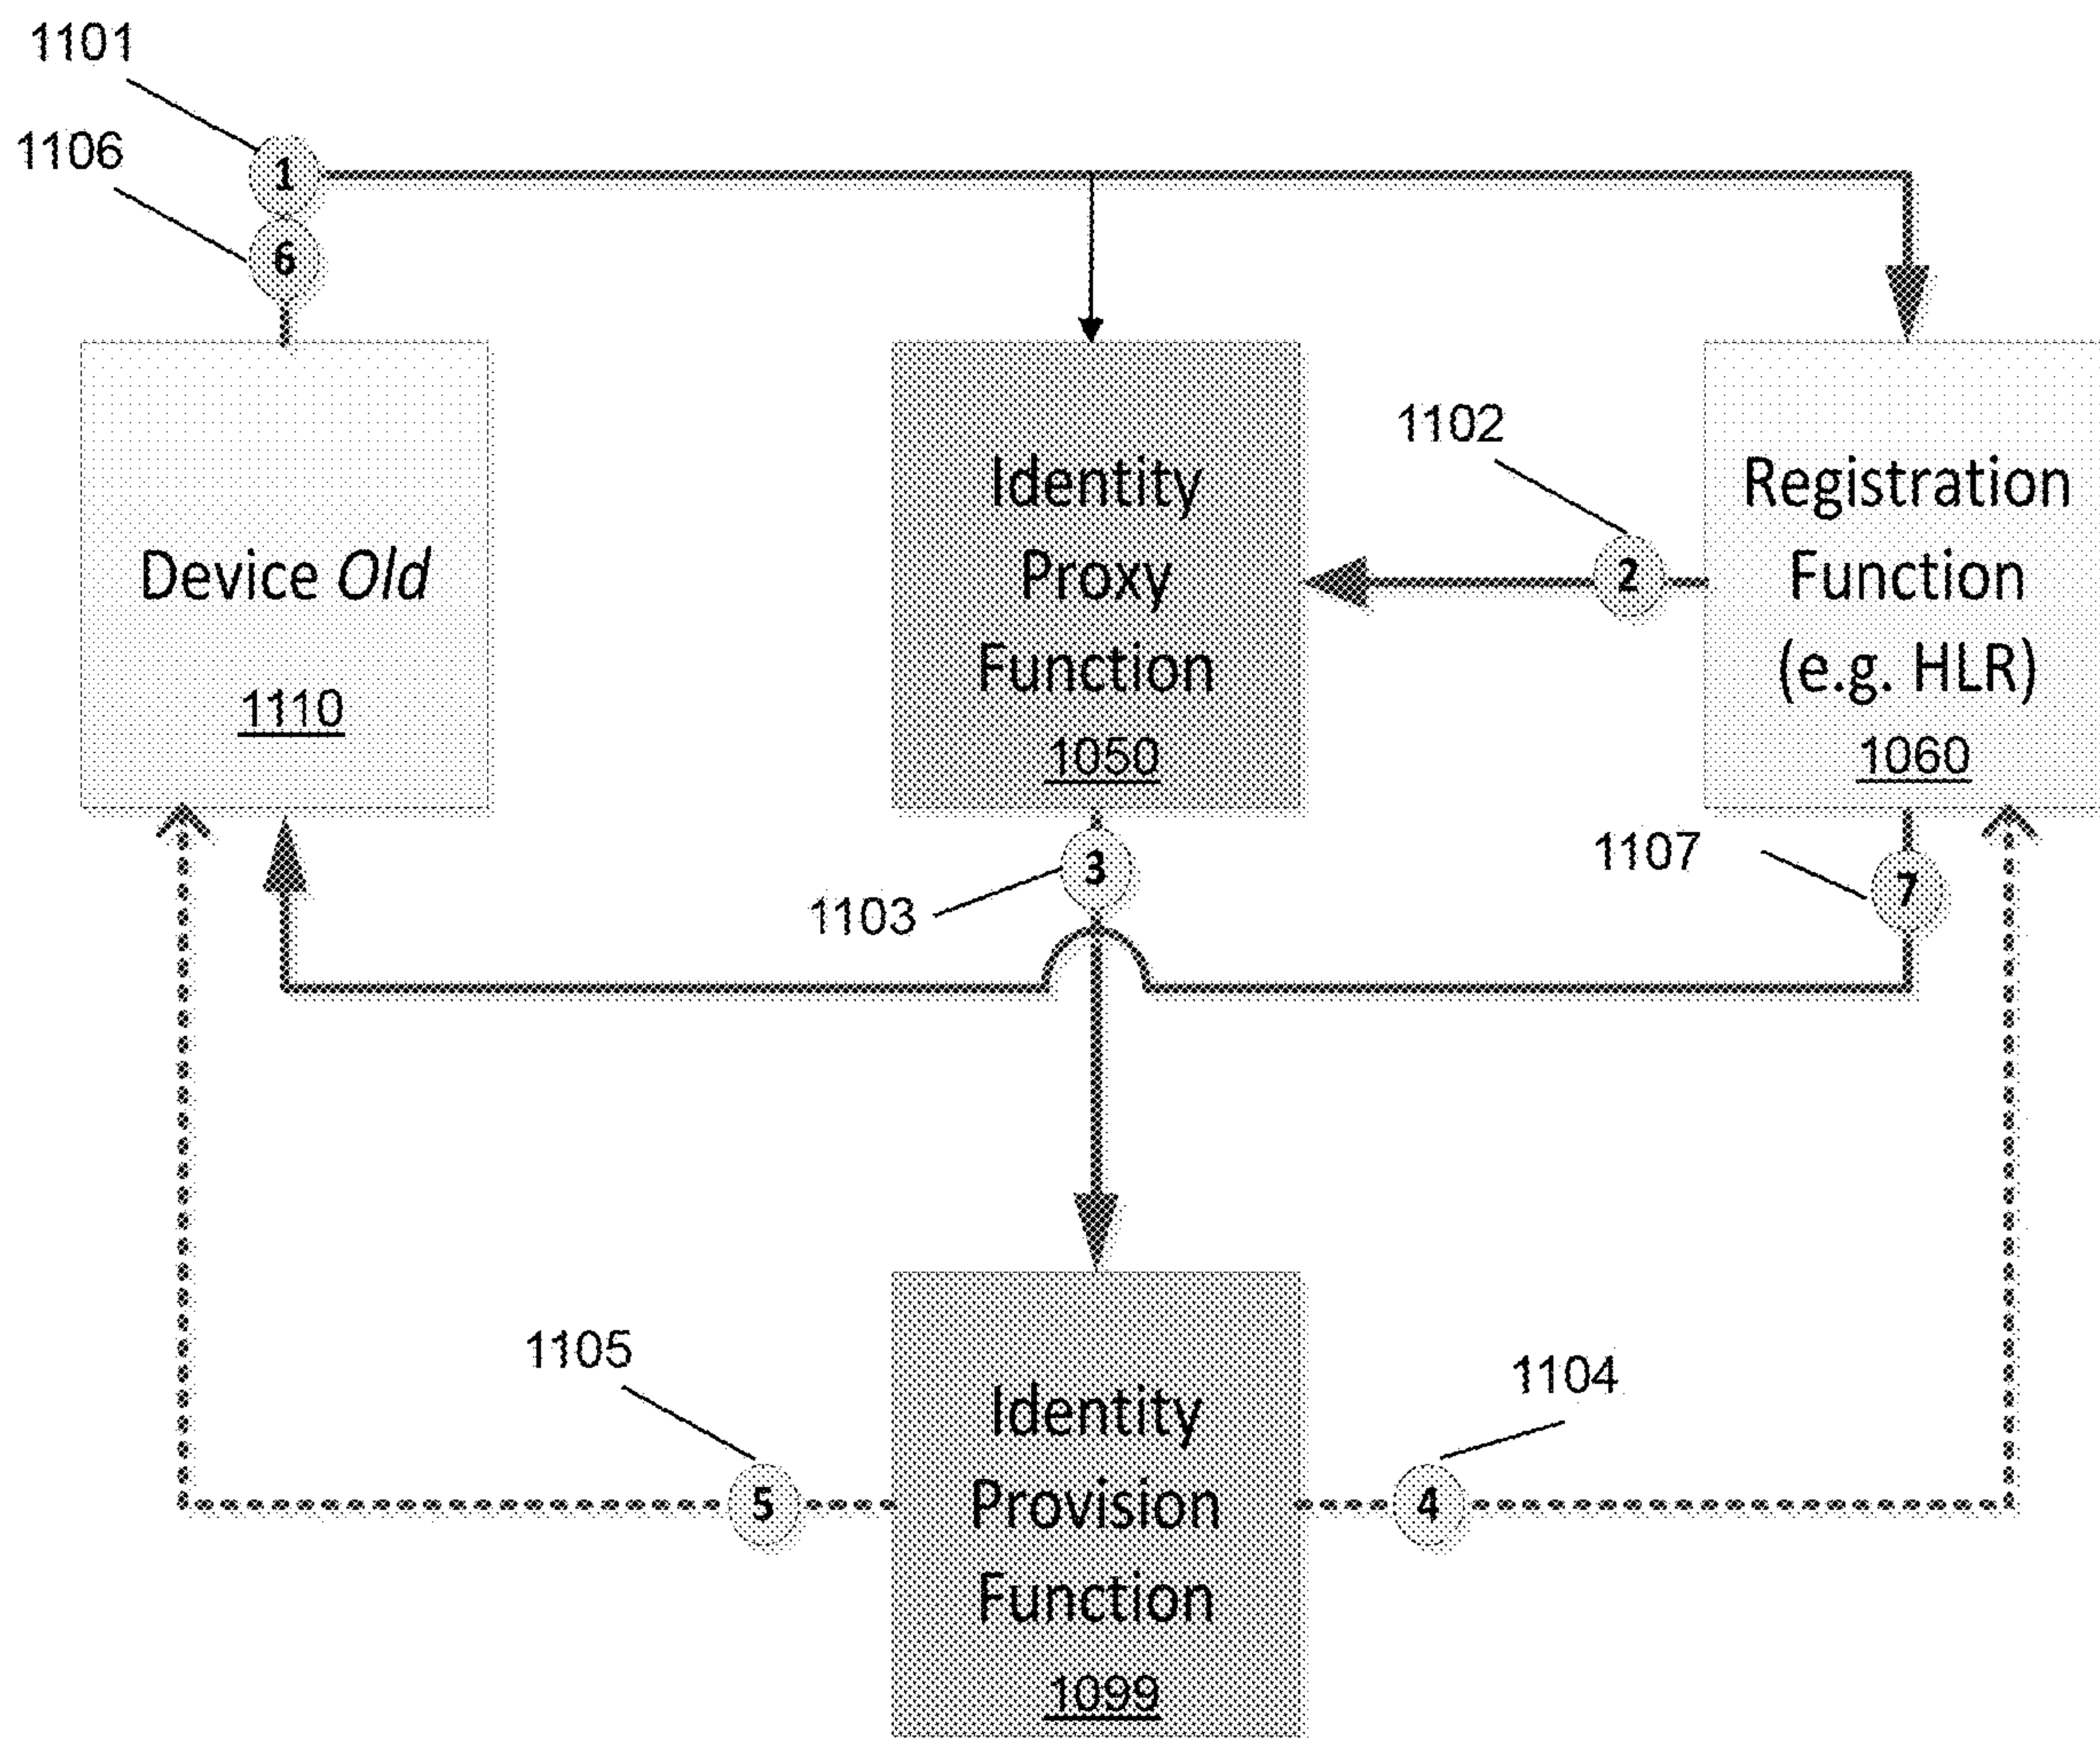 1101
1106
1
6
Device Old
1110
Identity
Proxy
Function
1050
1102
2
Registration
Function
(e.g. HLR)
1060
3
1103
1107
7
1105
5
Identity
Provision
Function
1099
1104
4